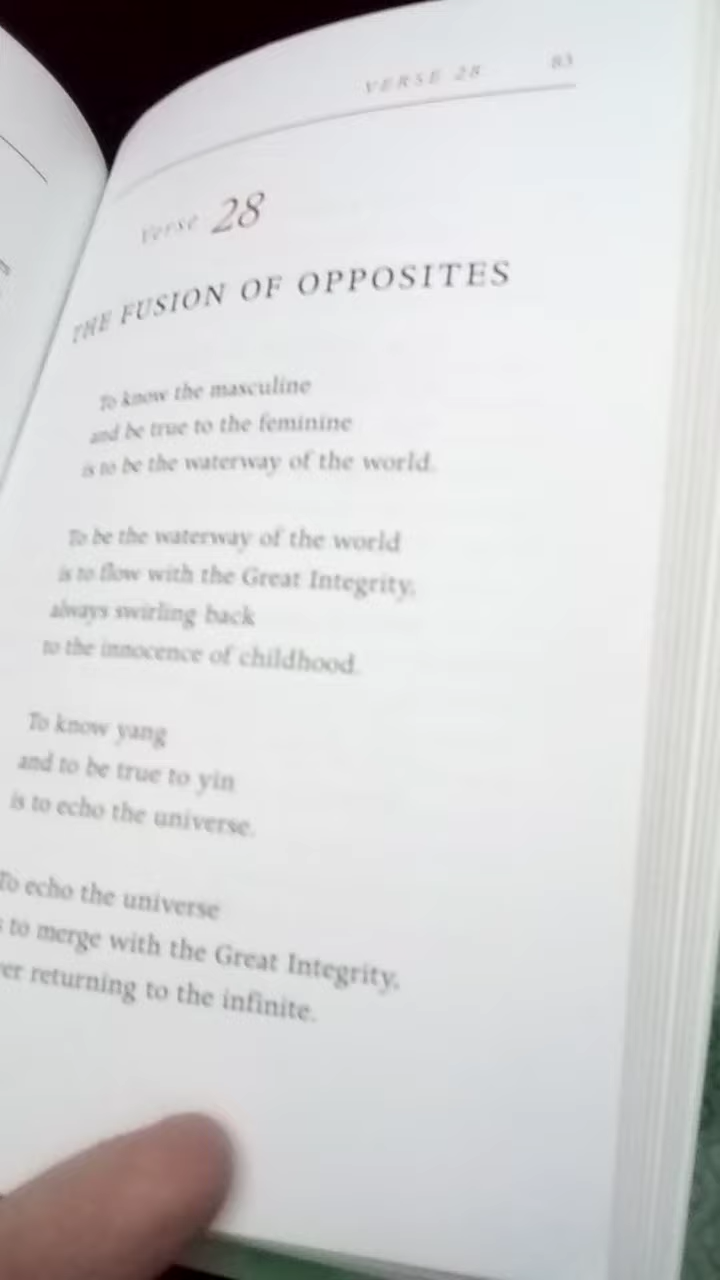 VERSE 28 83
Verse 28
THE FUSION OF OPPOSITES
To know the masculine
and be true to the feminine
is to be the waterway of the world.
To be the waterway of the world
is to flow with the Great Integrity,
always swirling back
to the innocence of childhood.
To know yang
and to be true to yin
is to echo the universe.
To echo the universe
to merge with the Great Integrity,
returning to the infinite.